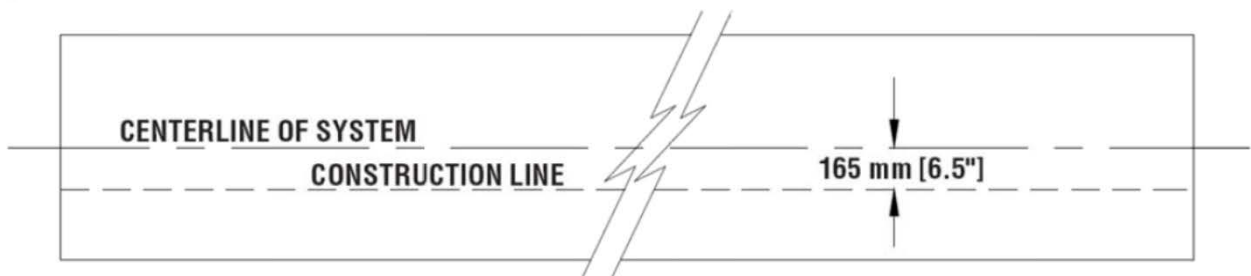 CENTERLINE OF SYSTEM
CONSTRUCTION LINE
165 mm [6.5"]